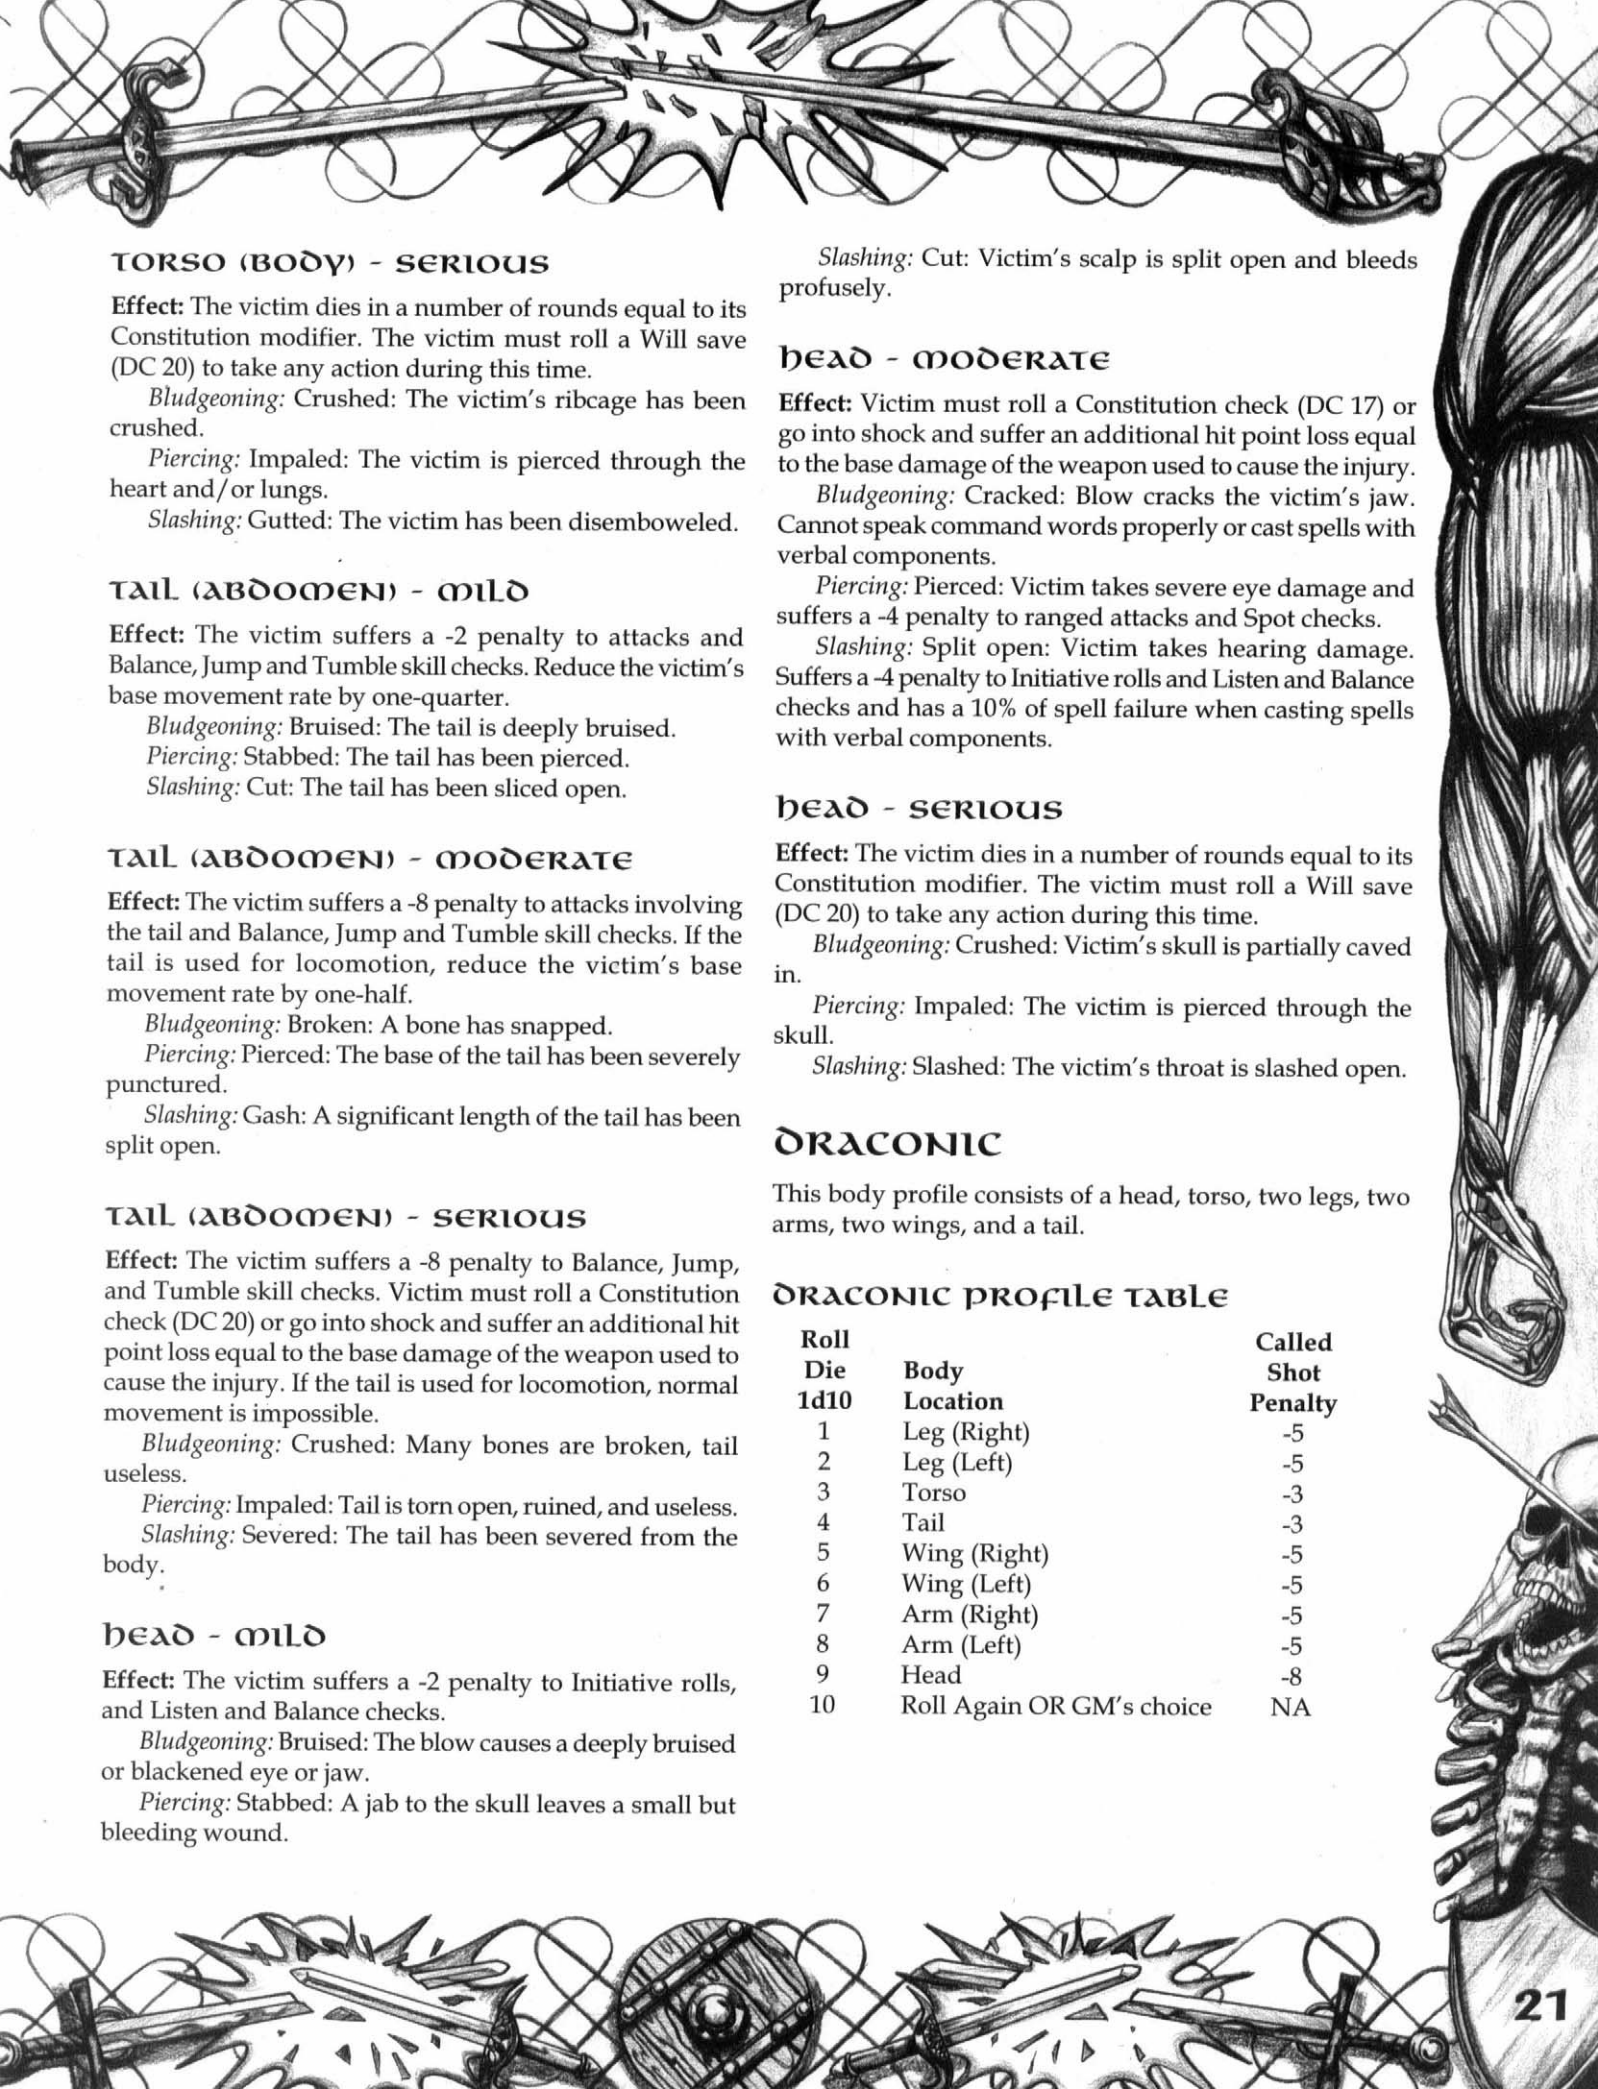 TORSO (BODY) - SERIOUS
Effect: The victim dies in a number of rounds equal to its
Constitution modifier. The victim must roll a Will save
(DC 20) to take any action during this time.
Bludgeoning: Crushed: The victim's ribcage has been
crushed.
Piercing: Impaled: The victim is pierced through the
heart and/or lungs.
Slashing: Gutted: The victim has been disemboweled.
TAIL (ABDOMEN) - MILD
Effect: The victim suffers a -2 penalty to attacks and
Balance, Jump and Tumble skill checks. Reduce the victim's
base movement rate by one-quarter.
Bludgeoning: Bruised: The tail is deeply bruised.
Piercing: Stabbed: The tail has been pierced.
Slashing: Cut: The tail has been sliced open.
TAIL (ABDOMEN) - MODERATE
Effect: The victim suffers a -8 penalty to attacks involving
the tail and Balance, Jump and Tumble skill checks. If the
tail is used for locomotion, reduce the victim's base
movement rate by one-half.
Bludgeoning: Broken: A bone has snapped.
Piercing: Pierced: The base of the tail has been severely
punctured.
Slashing: Gash: A significant length of the tail has been
split open.
TAIL (ABDOMEN) - SERIOUS
Effect: The victim suffers a -8 penalty to Balance, Jump,
and Tumble skill checks. Victim must roll a Constitution
check (DC 20) or go into shock and suffer an additional hit
point loss equal to the base damage of the weapon used to
cause the injury. If the tail is used for locomotion, normal
movement is impossible.
Bludgeoning: Crushed: Many bones are broken, tail
useless.
Piercing: Impaled: Tail is torn open, ruined, and useless.
Slashing: Severed: The tail has been severed from the
body.
HEAD - MILD
Effect: The victim suffers a -2 penalty to Initiative rolls,
and Listen and Balance checks.
Bludgeoning: Bruised: The blow causes a deeply bruised
or blackened eye or jaw.
Piercing: Stabbed: A jab to the skull leaves a small but
bleeding wound.
Slashing: Cut: Victim's scalp is split open and bleeds
profusely.
HEAD - MODERATE
Effect: Victim must roll a Constitution check (DC 17) or
go into shock and suffer an additional hit point loss equal
to the base damage of the weapon used to cause the injury.
Bludgeoning: Cracked: Blow cracks the victim's jaw.
Cannot speak command words properly or cast spells with
verbal components.
Piercing: Pierced: Victim takes severe eye damage and
suffers a -4 penalty to ranged attacks and Spot checks.
Slashing: Split open: Victim takes hearing damage.
Suffers a -4 penalty to Initiative rolls and Listen and Balance
checks and has a 10% of spell failure when casting spells
with verbal components.
HEAD - SERIOUS
Effect: The victim dies in a number of rounds equal to its
Constitution modifier. The victim must roll a Will save
(DC 20) to take any action during this time.
Bludgeoning: Crushed: Victim's skull is partially caved
in.
Piercing: Impaled: The victim is pierced through the
skull.
Slashing: Slashed: The victim's throat is slashed open.
DRACONIC
This body profile consists of a head, torso, two legs, two
arms, two wings, and a tail.
DRACONIC PROFILE TABLE
Roll Called
Die Body Shot
1d10 Location Penalty
1 Leg (Right) -5
2 Leg (Left) -5
3 Torso -3
4 Tail -3
5 Wing (Right) -5
6 Wing (Left) -5
7 Arm (Right) -5
8 Arm (Left) -5
9 Head -8
10 Roll Again OR GM's choice NA
21